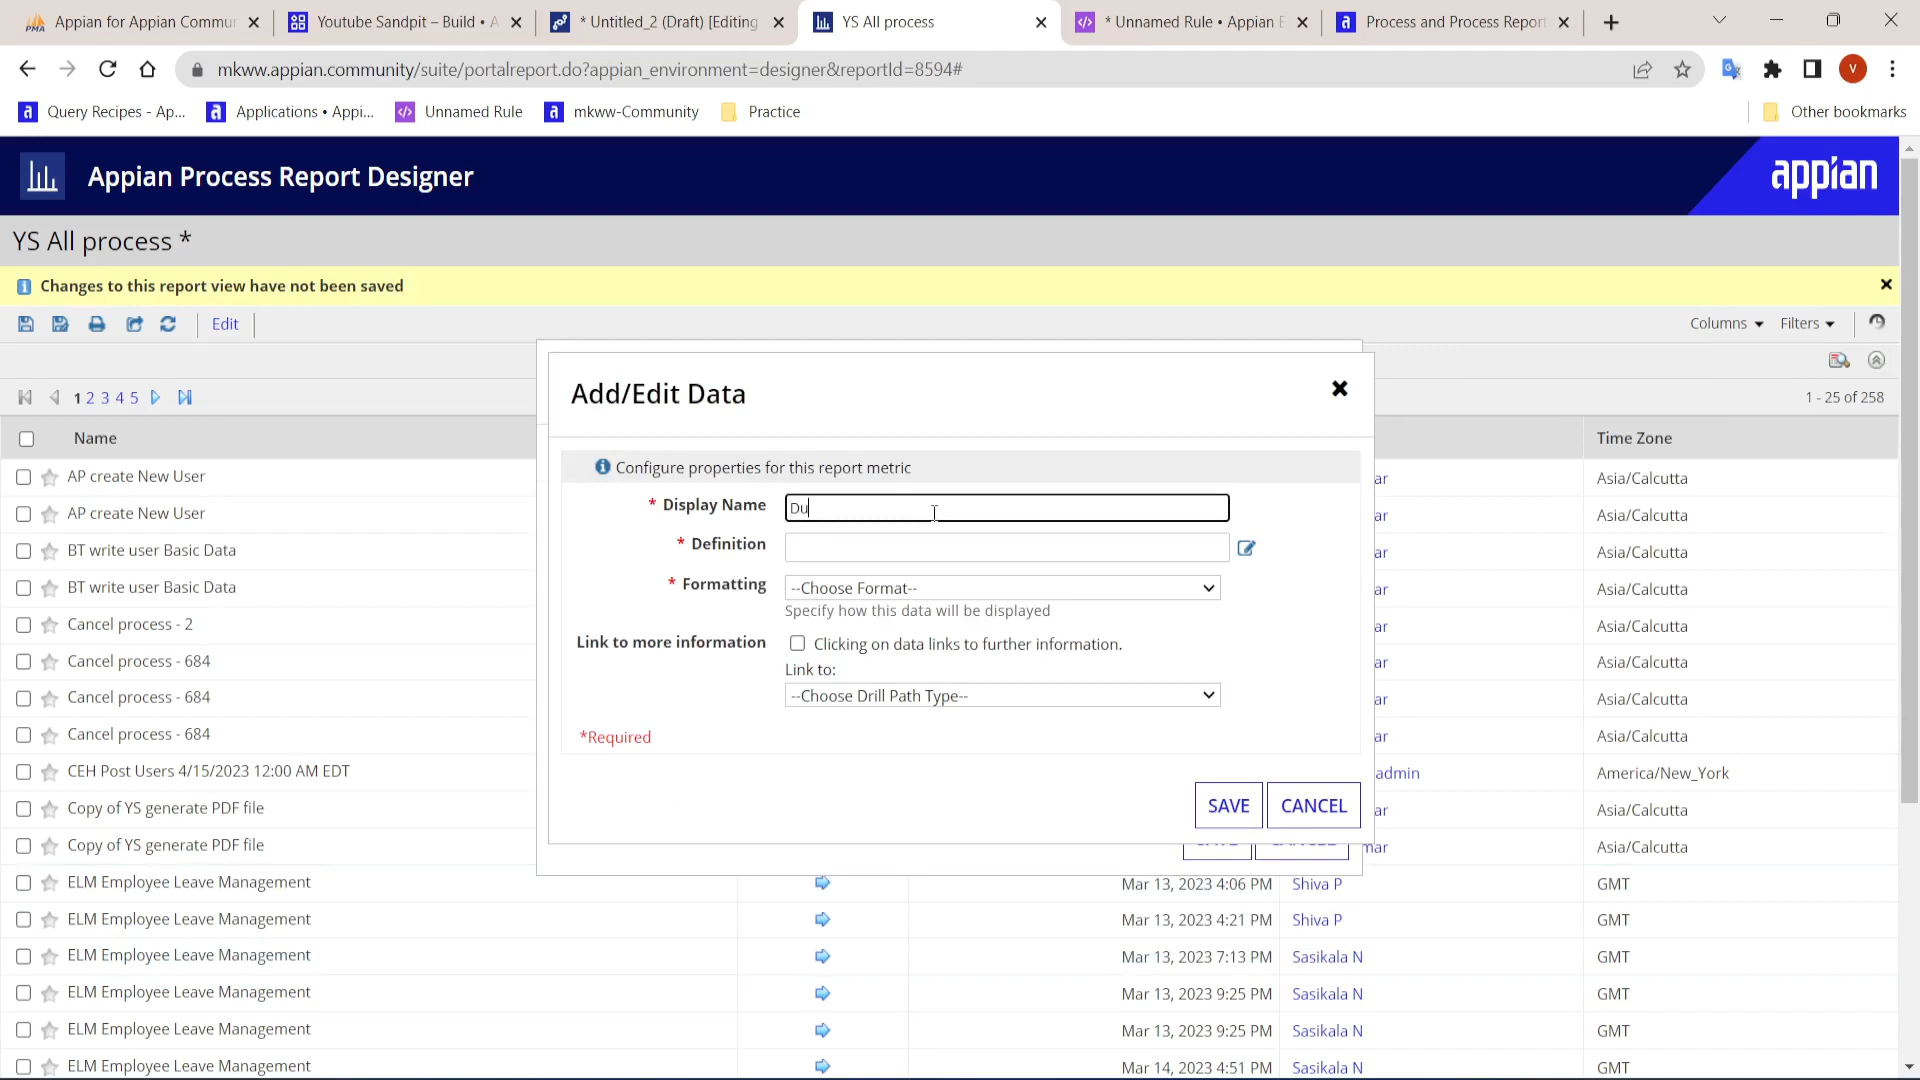 Appian for Appian Commun
Youtube Sandpit – Build • A
* Untitled_2 (Draft) [Editing
YS All process
* Unnamed Rule • Appian E
Process and Process Report
mkww.appian.community/suite/portalreport.do?appian_environment=designer&reportId=8594#
V
Query Recipes - Ap...
Applications • Appi...
Unnamed Rule
mkww-Community
Practice
Other bookmarks
Appian Process Report Designer
appian
YS All process *
Changes to this report view have not been saved
Edit
Columns
Filters
1 2 3 4 5
1 - 25 of 258
Name
Time Zone
AP create New User
ar
Asia/Calcutta
AP create New User
ar
Asia/Calcutta
BT write user Basic Data
ar
Asia/Calcutta
BT write user Basic Data
ar
Asia/Calcutta
Cancel process - 2
ar
Asia/Calcutta
Cancel process - 684
ar
Asia/Calcutta
Cancel process - 684
ar
Asia/Calcutta
Cancel process - 684
ar
Asia/Calcutta
CEH Post Users 4/15/2023 12:00 AM EDT
admin
America/New_York
Copy of YS generate PDF file
ar
Asia/Calcutta
Copy of YS generate PDF file
mar
Asia/Calcutta
ELM Employee Leave Management
Mar 13, 2023 4:06 PM
Shiva P
GMT
ELM Employee Leave Management
Mar 13, 2023 4:21 PM
Shiva P
GMT
ELM Employee Leave Management
Mar 13, 2023 7:13 PM
Sasikala N
GMT
ELM Employee Leave Management
Mar 13, 2023 9:25 PM
Sasikala N
GMT
ELM Employee Leave Management
Mar 13, 2023 9:25 PM
Sasikala N
GMT
ELM Employee Leave Management
Mar 14, 2023 4:51 PM
Sasikala N
GMT
Add/Edit Data
Configure properties for this report metric
* Display Name
Du
* Definition
* Formatting
--Choose Format--
Specify how this data will be displayed
Link to more information
Clicking on data links to further information.
Link to:
--Choose Drill Path Type--
*Required
SAVE
CANCEL